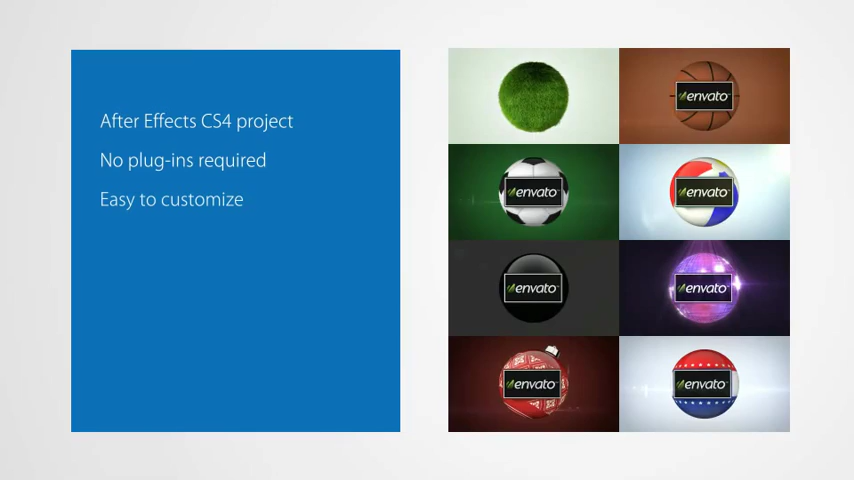 After Effects CS4 project
No plug-ins required
Easy to customize
envato
envato
envato
envato
envato
envato
envato